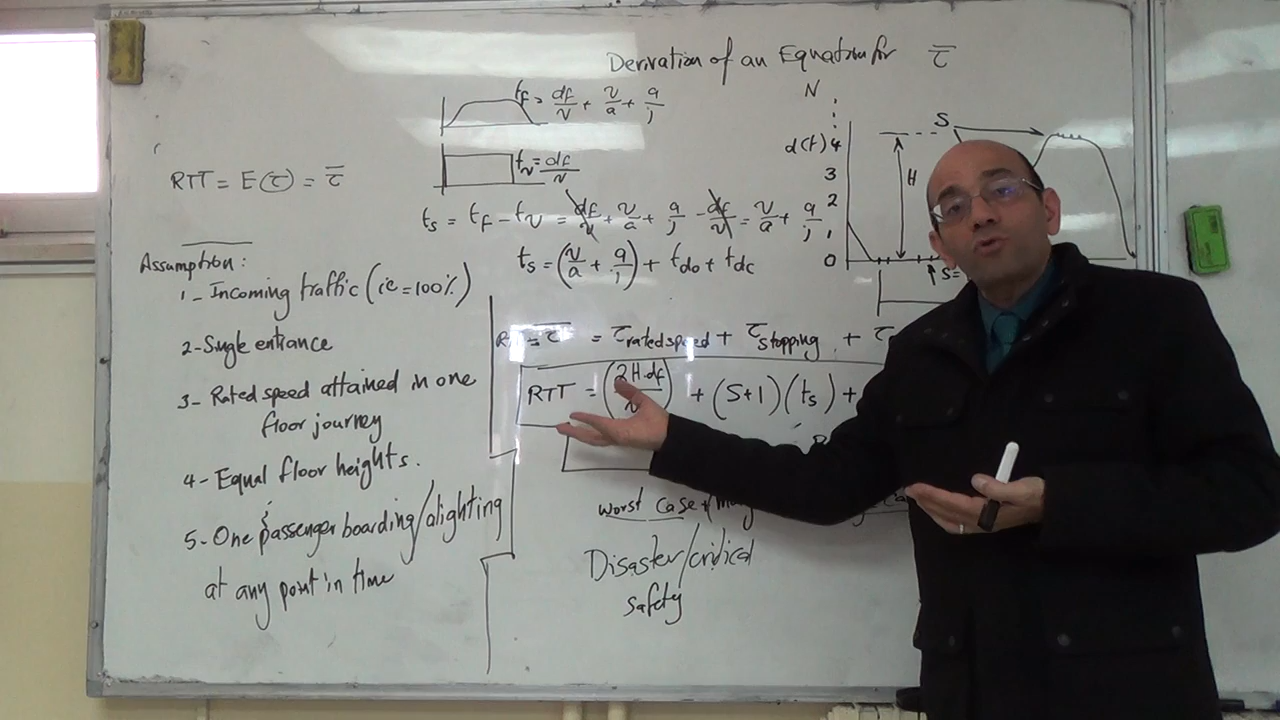 Derivation of an Equation for τ̄
tf = df/v + v/a + a/j
tv = df/v
RTT = E(τ) = τ̄
ts = tf - tv = df/v + v/a + a/j - df/v = v/a + a/j
ts = (v/a + a/j) + tdo + tdc
N
d(t) 4
3
2
1
0
S
H
S=
Assumption:
1- Incoming traffic (ic=100%)
2- Single entrance
3- Rated speed attained in one
floor journey
4- Equal floor heights.
5- One passenger boarding/alighting
at any point in time
= τ̄ = τ rated speed + τ stopping + τ
RTT = (2H·df/v) + (S+1)(ts) +
worst case
Disaster/critical
safety